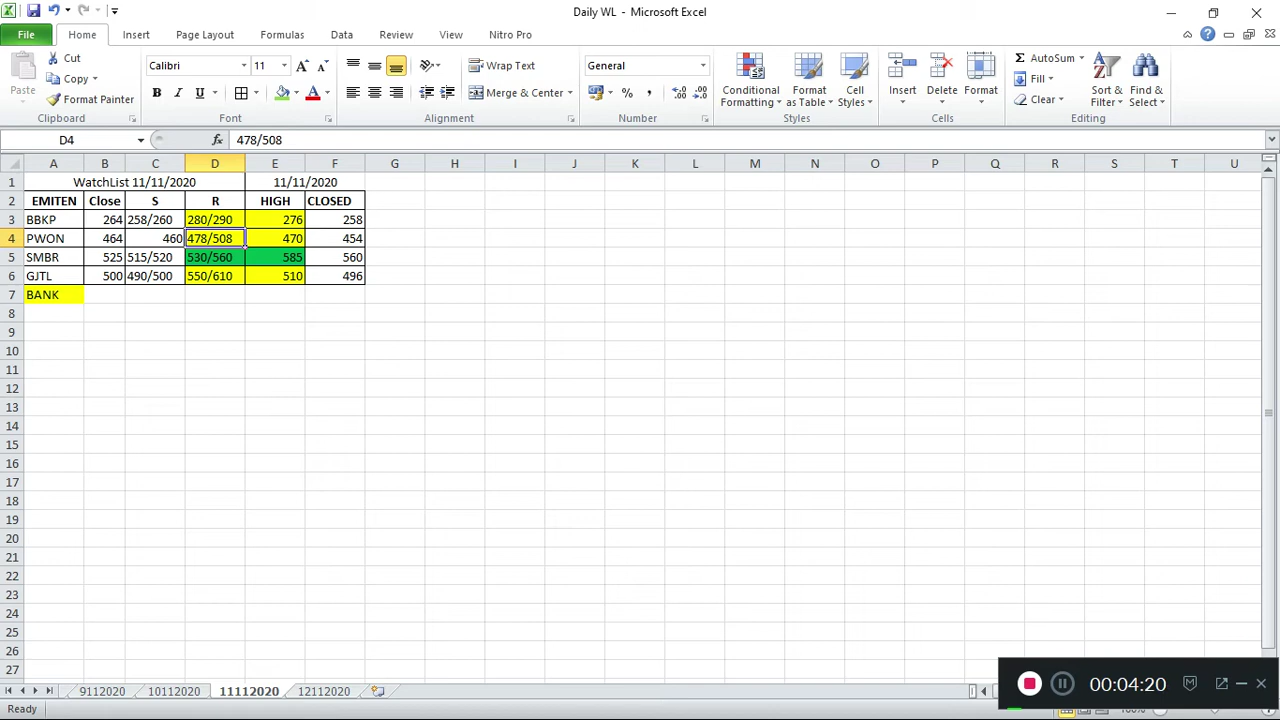 Daily WL - Microsoft Excel
File Home Insert Page Layout Formulas Data Review View Nitro Pro
Paste
Cut
Copy
Format Painter
Clipboard
Calibri 11
B I U
Font
Wrap Text
Merge & Center
Alignment
General
Number
Conditional Formatting
Format as Table
Cell Styles
Styles
Insert
Delete
Format
Cells
AutoSum
Fill
Clear
Sort & Filter
Find & Select
Editing
D4 fx 478/508
A B C D E F G H I J K L M N O P Q R S T U
1 WatchList 11/11/2020 11/11/2020
2 EMITEN Close S R HIGH CLOSED
3 BBKP 264 258/260 280/290 276 258
4 PWON 464 460 478/508 470 454
5 SMBR 525 515/520 530/560 585 560
6 GJTL 500 490/500 550/610 510 496
7 BANK
8
9
10
11
12
13
14
15
16
17
18
19
20
21
22
23
24
25
26
27
9112020 10112020 11112020 12112020
00:04:20
Ready